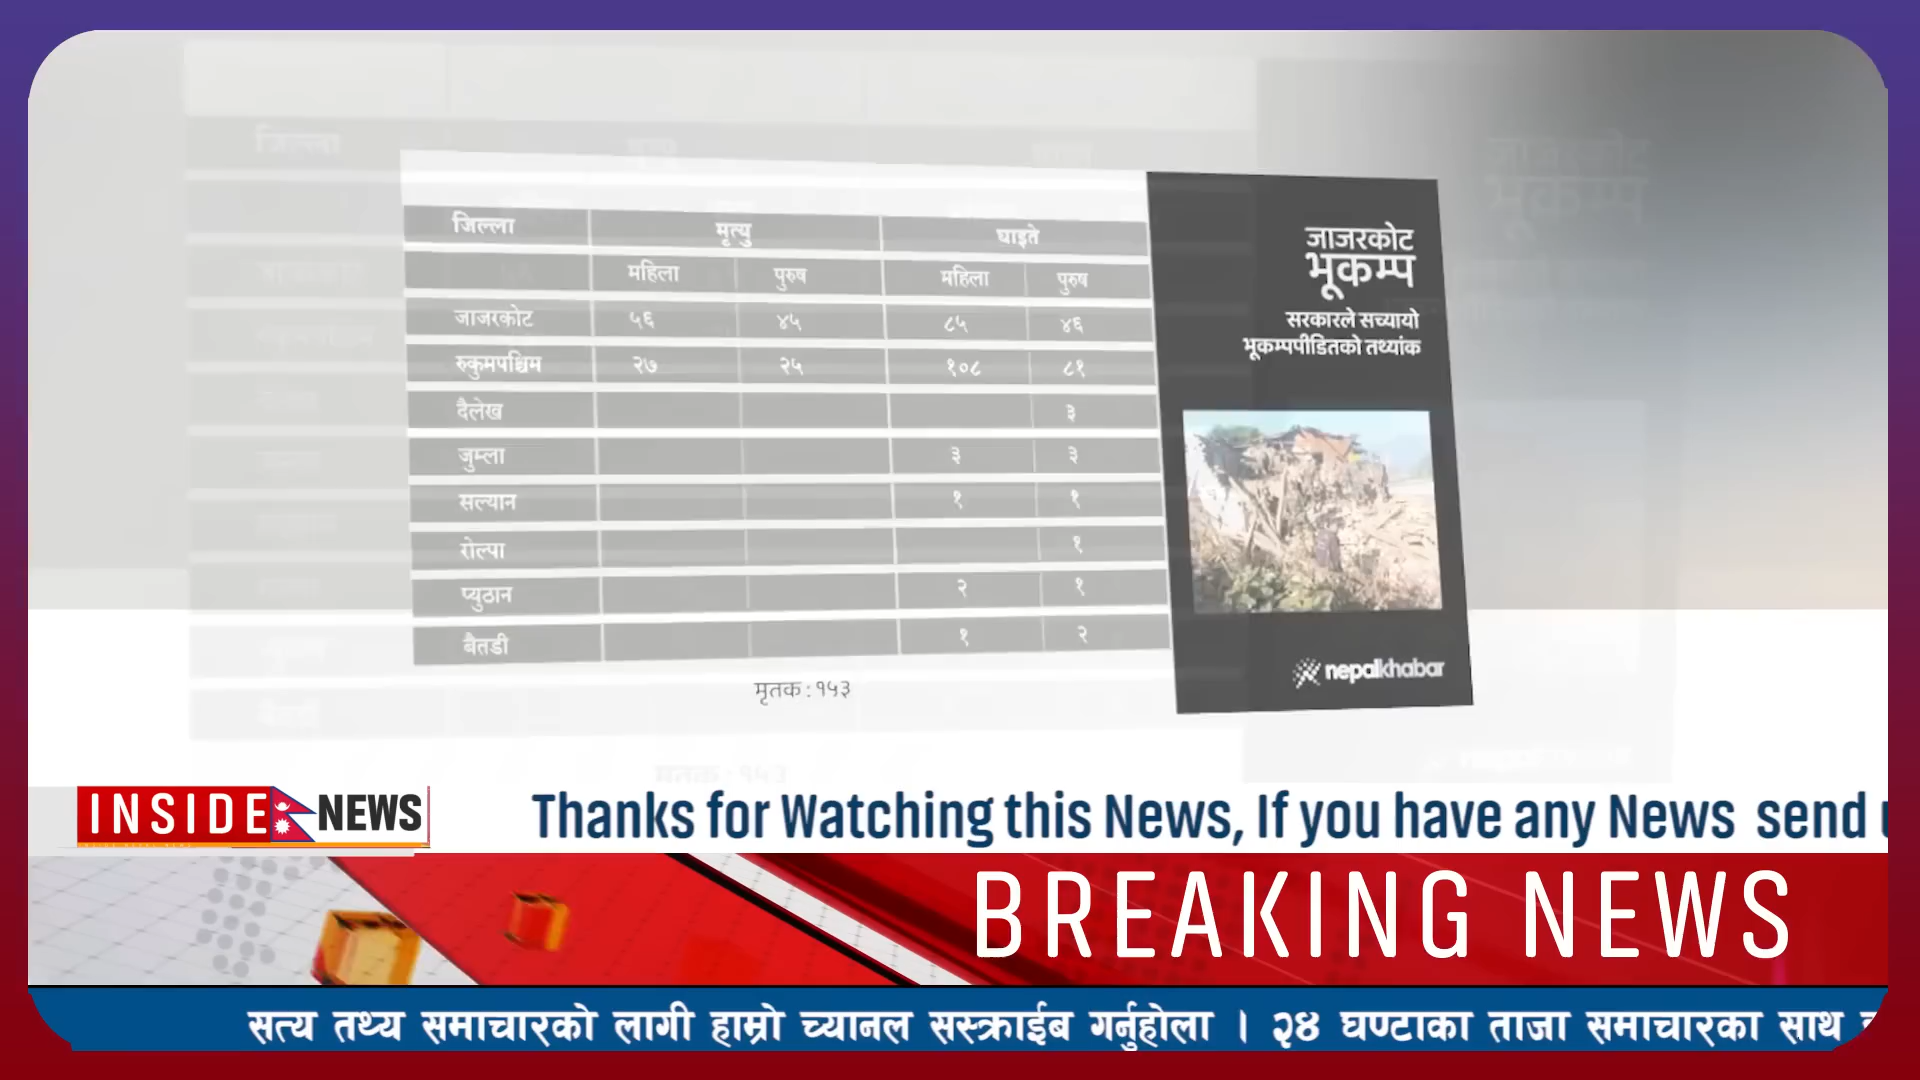 जिल्ला मृत्यु घाइते
महिला पुरुष महिला पुरुष
जाजरकोट ५६ ४५ ८५ ४६
रुकुमपश्चिम २७ २५ १०८ ८१
दैलेख ३
जुम्ला ३ ३
सल्यान १ १
रोल्पा १
प्युठान २ १
बैतडी १ २
मृतक : १५३
जाजरकोट
भूकम्प
सरकारले सच्यायो
भूकम्पपीडितको तथ्यांक
nepalkhabar
INSIDE NEWS
Thanks for Watching this News, If you have any News send
BREAKING NEWS
सत्य तथ्य समाचारको लागी हाम्रो च्यानल सस्क्राईब गर्नुहोला । २४ घण्टाका ताजा समाचारका साथ